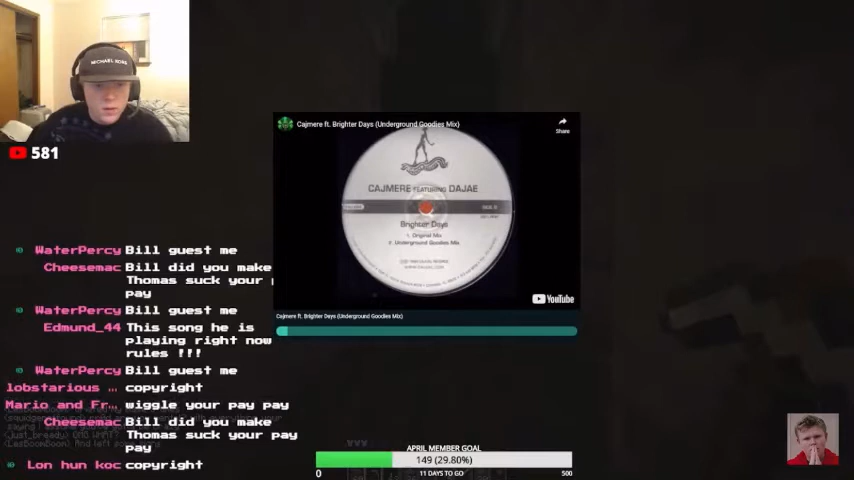 MICHAEL KORS
581
Cajmere ft. Brighter Days (Underground Goodies Mix)
Share
CAJMERE FEATURING DAJAE
Brighter Days
1. Original Mix
2. Underground Goodies Mix
YouTube
Cajmere ft. Brighter Days (Underground Goodies Mix)
WaterPercy Bill guest me
Cheesemac Bill did you make
Thomas suck your
pay
WaterPercy Bill guest me
Edmund_44 This song he is
playing right now
rules !!!
WaterPercy Bill guest me
lobstarious ... copyright
Mario and Fr... wiggle your pay pay
Cheesemac Bill did you make
Thomas suck your pay
pay
Lon hun koc copyright
APRIL MEMBER GOAL
149 (29.80%)
0 11 DAYS TO GO 500